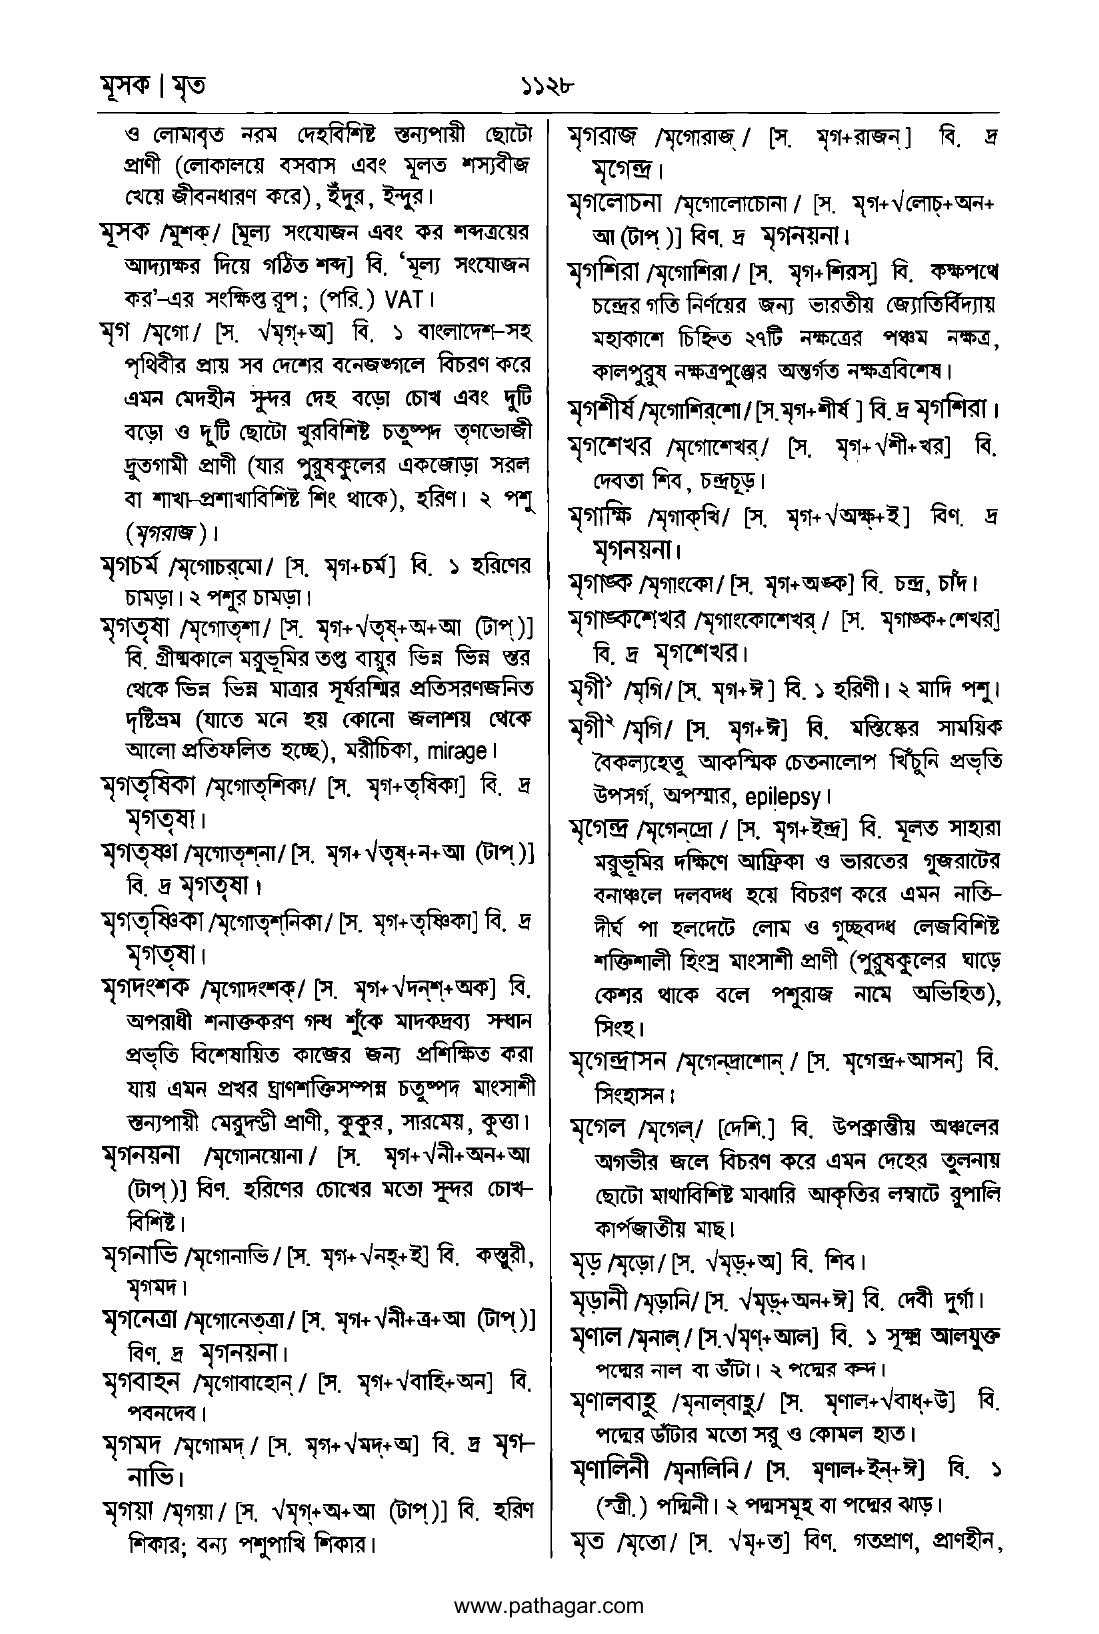 মূসক | মৃত
১১২৮
ও লোমাবৃত নরম দেহবিশিষ্ট স্তন্যপায়ী ছোটো
প্রাণী (লোকালয়ে বসবাস এবং মূলত শস্যবীজ
খেয়ে জীবনধারণ করে), ইঁদুর, ইন্দুর।
মূসক /মুশক্/ [মূল্য সংযোজন এবং কর শব্দত্রয়ের
আদ্যাক্ষর দিয়ে গঠিত শব্দ] বি. ‘মূল্য সংযোজন
কর’–এর সংক্ষিপ্ত রূপ; (পরি.) VAT।
মৃগ /মৃগো/ [স. √মৃগ্+অ] বি. ১ বাংলাদেশ–সহ
পৃথিবীর প্রায় সব দেশের বনেজঙ্গলে বিচরণ করে
এমন মেদহীন সুন্দর দেহ বড়ো চোখ এবং দুটি
বড়ো ও দুটি ছোটো খুরবিশিষ্ট চতুষ্পদ তৃণভোজী
দ্রুতগামী প্রাণী (যার পুরুষকুলের একজোড়া সরল
বা শাখা–প্রশাখাবিশিষ্ট শিং থাকে), হরিণ। ২ পশু
(মৃগরাজ)।
মৃগচর্ম /মৃগোচর্‌মো/ [স. মৃগ+চর্ম] বি. ১ হরিণের
চামড়া। ২ পশুর চামড়া।
মৃগতৃষা /মৃগোতৃশা/ [স. মৃগ+√তৃষ্+অ+আ (টাপ্)]
বি. গ্রীষ্মকালে মরুভূমির তপ্ত বায়ুর ভিন্ন ভিন্ন স্তর
থেকে ভিন্ন ভিন্ন মাত্রার সূর্যরশ্মির প্রতিসরণজনিত
দৃষ্টিভ্রম (যাতে মনে হয় কোনো জলাশয় থেকে
আলো প্রতিফলিত হচ্ছে), মরীচিকা, mirage।
মৃগতৃষিকা /মৃগোতৃশিকা/ [স. মৃগ+তৃষিকা] বি. দ্র
মৃগতৃষা।
মৃগতৃষ্ণা /মৃগোতৃশ্‌না/ [স. মৃগ+√তৃষ্+ন+আ (টাপ্)]
বি. দ্র মৃগতৃষা।
মৃগতৃষ্ণিকা /মৃগোতৃশ্‌নিকা/ [স. মৃগ+তৃষ্ণিকা] বি. দ্র
মৃগতৃষা।
মৃগদংশক /মৃগোদংশক্/ [স. মৃগ+√দন্‌শ্+অক] বি.
অপরাধী শনাক্তকরণ গন্ধ শুঁকে মাদকদ্রব্য সন্ধান
প্রভৃতি বিশেষায়িত কাজের জন্য প্রশিক্ষিত করা
যায় এমন প্রখর ঘ্রাণশক্তিসম্পন্ন চতুষ্পদ মাংসাশী
স্তন্যপায়ী মেরুদণ্ডী প্রাণী, কুকুর, সারমেয়, কুত্তা।
মৃগনয়না /মৃগোনয়োনা/ [স. মৃগ+√নী+অন+আ
(টাপ্)] বিণ. হরিণের চোখের মতো সুন্দর চোখ–
বিশিষ্ট।
মৃগনাভি /মৃগোনাভি/ [স. মৃগ+√নহ্+ই] বি. কস্তুরী,
মৃগমদ।
মৃগনেত্রা /মৃগোনেত্‌ত্রা/ [স. মৃগ+√নী+ত্র+আ (টাপ্)]
বিণ. দ্র মৃগনয়না।
মৃগবাহন /মৃগোবাহোন্/ [স. মৃগ+√বাহি+অন] বি.
পবনদেব।
মৃগমদ /মৃগোমদ্/ [স. মৃগ+√মদ্+অ] বি. দ্র মৃগ–
নাভি।
মৃগয়া /মৃগয়া/ [স. √মৃগ্+অ+আ (টাপ্)] বি. হরিণ
শিকার; বন্য পশুপাখি শিকার।
মৃগরাজ /মৃগোরাজ্/ [স. মৃগ+রাজন্] বি. দ্র
মৃগেন্দ্র।
মৃগলোচনা /মৃগোলোচোনা/ [স. মৃগ+√লোচ্+অন+
আ (টাপ্)] বিণ. দ্র মৃগনয়না।
মৃগশিরা /মৃগোশিরা/ [স. মৃগ+শিরস্] বি. কক্ষপথে
চন্দ্রের গতি নির্ণয়ের জন্য ভারতীয় জ্যোতির্বিদ্যায়
মহাকাশে চিহ্নিত ২৭টি নক্ষত্রের পঞ্চম নক্ষত্র,
কালপুরুষ নক্ষত্রপুঞ্জের অন্তর্গত নক্ষত্রবিশেষ।
মৃগশীর্ষ /মৃগোশির্‌শো/ [স.মৃগ+শীর্ষ] বি. দ্র মৃগশিরা।
মৃগশেখর /মৃগোশেখর্/ [স. মৃগ+√শী+খর] বি.
দেবতা শিব, চন্দ্রচূড়।
মৃগাক্ষি /মৃগাক্‌খি/ [স. মৃগ+√অক্ষ্+ই] বিণ. দ্র
মৃগনয়না।
মৃগাঙ্ক /মৃগাংকো/ [স. মৃগ+অঙ্ক] বি. চন্দ্র, চাঁদ।
মৃগাঙ্কশেখর /মৃগাংকোশেখর্/ [স. মৃগাঙ্ক+শেখর]
বি. দ্র মৃগশেখর।
মৃগী১ /মৃগি/ [স. মৃগ+ঈ] বি. ১ হরিণী। ২ মাদি পশু।
মৃগী২ /মৃগি/ [স. মৃগ+ঈ] বি. মস্তিষ্কের সাময়িক
বৈকল্যহেতু আকস্মিক চেতনালোপ খিঁচুনি প্রভৃতি
উপসর্গ, অপস্মার, epilepsy।
মৃগেন্দ্র /মৃগেন্‌দ্রো/ [স. মৃগ+ইন্দ্র] বি. মূলত সাহারা
মরুভূমির দক্ষিণে আফ্রিকা ও ভারতের গুজরাটের
বনাঞ্চলে দলবদ্ধ হয়ে বিচরণ করে এমন নাতি–
দীর্ঘ পা হলদেটে লোম ও গুচ্ছবদ্ধ লেজবিশিষ্ট
শক্তিশালী হিংস্র মাংসাশী প্রাণী (পুরুষকুলের ঘাড়ে
কেশর থাকে বলে পশুরাজ নামে অভিহিত),
সিংহ।
মৃগেন্দ্রাসন /মৃগেন্‌দ্রাশোন্/ [স. মৃগেন্দ্র+আসন] বি.
সিংহাসন।
মৃগেল /মৃগেল্/ [দেশি.] বি. উপক্রান্তীয় অঞ্চলের
অগভীর জলে বিচরণ করে এমন দেহের তুলনায়
ছোটো মাথাবিশিষ্ট মাঝারি আকৃতির লম্বাটে রুপালি
কার্পজাতীয় মাছ।
মৃড় /মৃড়ো/ [স. √মৃড়্+অ] বি. শিব।
মৃড়ানী /মৃড়ানি/ [স. √মৃড়্+অন+ঈ] বি. দেবী দুর্গা।
মৃণাল /মৃনাল্/ [স.√মৃণ্+আল] বি. ১ সূক্ষ্ম আলযুক্ত
পদ্মের নাল বা ডাঁটা। ২ পদ্মের কন্দ।
মৃণালবাহু /মৃনাল্‌বাহু/ [স. মৃণাল+√বাধ্+উ] বি.
পদ্মের ডাঁটার মতো সরু ও কোমল হাত।
মৃণালিনী /মৃনালিনি/ [স. মৃণাল+ইন্+ঈ] বি. ১
(স্ত্রী.) পদ্মিনী। ২ পদ্মসমূহ বা পদ্মের ঝাড়।
মৃত /মৃতো/ [স. √মৃ+ত] বিণ. গতপ্রাণ, প্রাণহীন,
www.pathagar.com